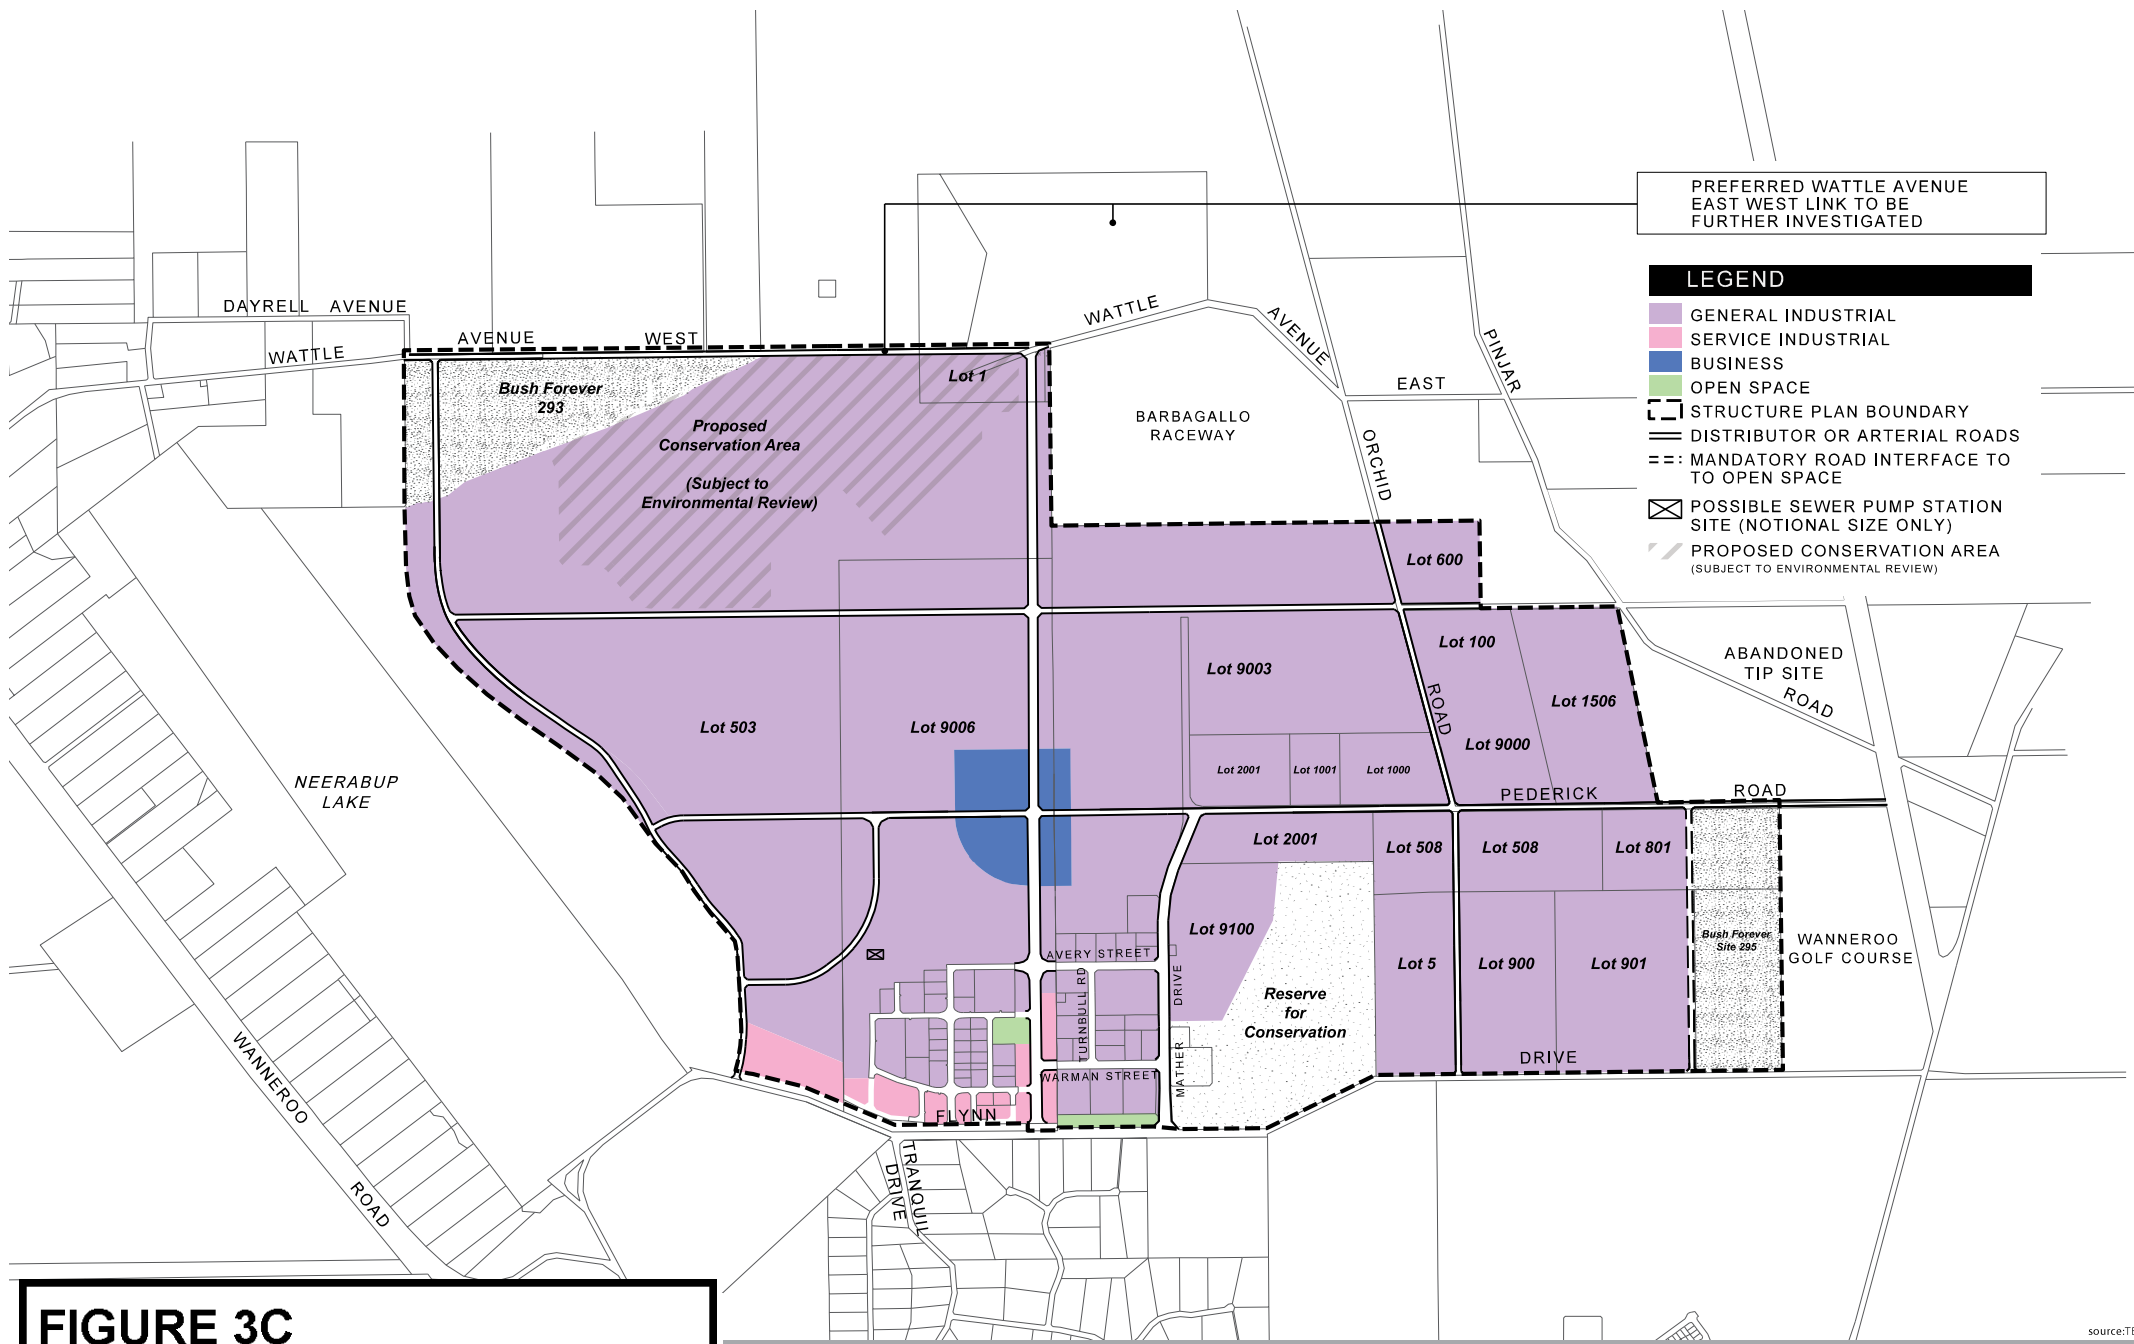 PREFERRED WATTLE AVENUE
EAST WEST LINK TO BE
FURTHER INVESTIGATED
LEGEND
GENERAL INDUSTRIAL
SERVICE INDUSTRIAL
BUSINESS
OPEN SPACE
STRUCTURE PLAN BOUNDARY
DISTRIBUTOR OR ARTERIAL ROADS
MANDATORY ROAD INTERFACE TO
TO OPEN SPACE
POSSIBLE SEWER PUMP STATION
SITE (NOTIONAL SIZE ONLY)
PROPOSED CONSERVATION AREA
(SUBJECT TO ENVIRONMENTAL REVIEW)
DAYRELL AVENUE
WATTLE
AVENUE WEST
WATTLE
AVENUE
EAST
PINJAR
ROAD
ORCHID
ROAD
Bush Forever
293
Proposed
Conservation Area
(Subject to
Environmental Review)
Lot 1
BARBAGALLO
RACEWAY
Lot 600
Lot 100
Lot 9003
Lot 1506
ABANDONED
TIP SITE
Lot 503
Lot 9006
Lot 9000
Lot 2001
Lot 1001
Lot 1000
NEERABUP
LAKE
PEDERICK
ROAD
Lot 2001
Lot 508
Lot 508
Lot 801
Lot 9100
Bush Forever
Site 295
WANNEROO
GOLF COURSE
AVERY STREET
Lot 5
Lot 900
Lot 901
Reserve
for
Conservation
TURNBULL RD
MATHER
DRIVE
WARMAN STREET
FLYNN
DRIVE
TRANQUIL
DRIVE
WANNEROO
ROAD
FIGURE 3C
source: